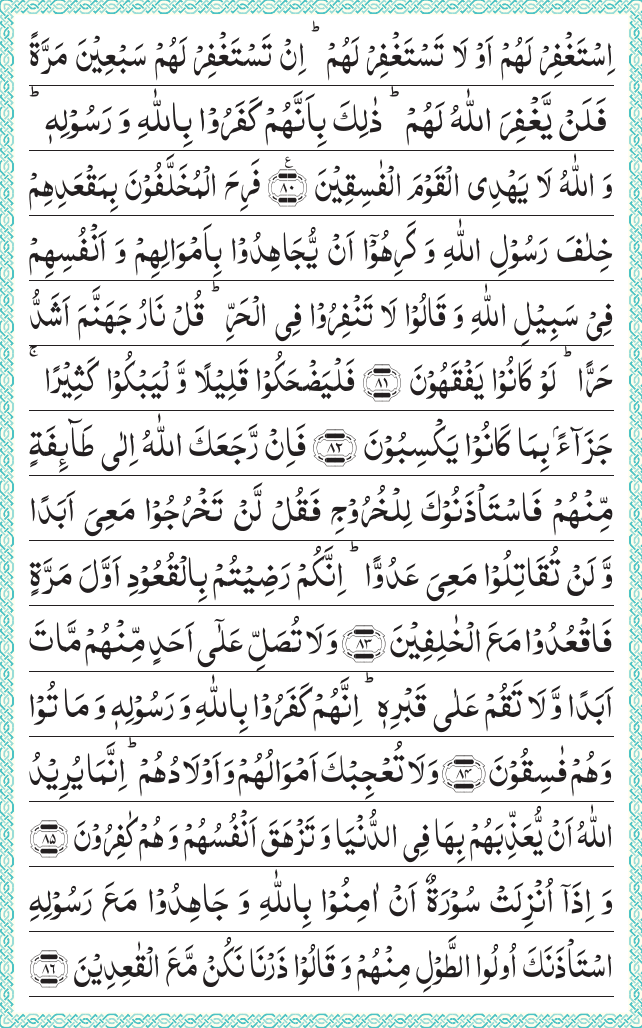 اِسْتَغْفِرْ لَهُمْ اَوْ لَا تَسْتَغْفِرْ لَهُمْ ؕ اِنْ تَسْتَغْفِرْ لَهُمْ سَبْعِیْنَ مَرَّةً
فَلَنْ یَّغْفِرَ اللّٰهُ لَهُمْ ؕ ذٰلِكَ بِاَنَّهُمْ كَفَرُوْا بِاللّٰهِ وَ رَسُوْلِهٖ ؕ
وَ اللّٰهُ لَا یَهْدِی الْقَوْمَ الْفٰسِقِیْنَ ۧ ﴿۸۰﴾ فَرِحَ الْمُخَلَّفُوْنَ بِمَقْعَدِهِمْ
خِلٰفَ رَسُوْلِ اللّٰهِ وَ كَرِهُوْۤا اَنْ یُّجَاهِدُوْا بِاَمْوَالِهِمْ وَ اَنْفُسِهِمْ
فِیْ سَبِیْلِ اللّٰهِ وَ قَالُوْا لَا تَنْفِرُوْا فِی الْحَرِّ ؕ قُلْ نَارُ جَهَنَّمَ اَشَدُّ
حَرًّا ؕ لَوْ كَانُوْا یَفْقَهُوْنَ ﴿۸۱﴾ فَلْیَضْحَكُوْا قَلِیْلًا وَّ لْیَبْكُوْا كَثِیْرًا ۚ
جَزَآءًۢ بِمَا كَانُوْا یَكْسِبُوْنَ ﴿۸۲﴾ فَاِنْ رَّجَعَكَ اللّٰهُ اِلٰی طَآىِٕفَةٍ
مِّنْهُمْ فَاسْتَاْذَنُوْكَ لِلْخُرُوْجِ فَقُلْ لَّنْ تَخْرُجُوْا مَعِیَ اَبَدًا
وَّ لَنْ تُقَاتِلُوْا مَعِیَ عَدُوًّا ؕ اِنَّكُمْ رَضِیْتُمْ بِالْقُعُوْدِ اَوَّلَ مَرَّةٍ
فَاقْعُدُوْا مَعَ الْخٰلِفِیْنَ ﴿۸۳﴾ وَ لَا تُصَلِّ عَلٰۤی اَحَدٍ مِّنْهُمْ مَّاتَ
اَبَدًا وَّ لَا تَقُمْ عَلٰی قَبْرِهٖ ؕ اِنَّهُمْ كَفَرُوْا بِاللّٰهِ وَ رَسُوْلِهٖ وَ مَا تُوْا
وَ هُمْ فٰسِقُوْنَ ﴿۸۴﴾ وَ لَا تُعْجِبْكَ اَمْوَالُهُمْ وَ اَوْلَادُهُمْ ؕ اِنَّمَا یُرِیْدُ
اللّٰهُ اَنْ یُّعَذِّبَهُمْ بِهَا فِی الدُّنْیَا وَ تَزْهَقَ اَنْفُسُهُمْ وَ هُمْ كٰفِرُوْنَ ﴿۸۵﴾
وَ اِذَاۤ اُنْزِلَتْ سُوْرَةٌ اَنْ اٰمِنُوْا بِاللّٰهِ وَ جَاهِدُوْا مَعَ رَسُوْلِهِ
اسْتَاْذَنَكَ اُولُوا الطَّوْلِ مِنْهُمْ وَ قَالُوْا ذَرْنَا نَكُنْ مَّعَ الْقٰعِدِیْنَ ﴿۸۶﴾